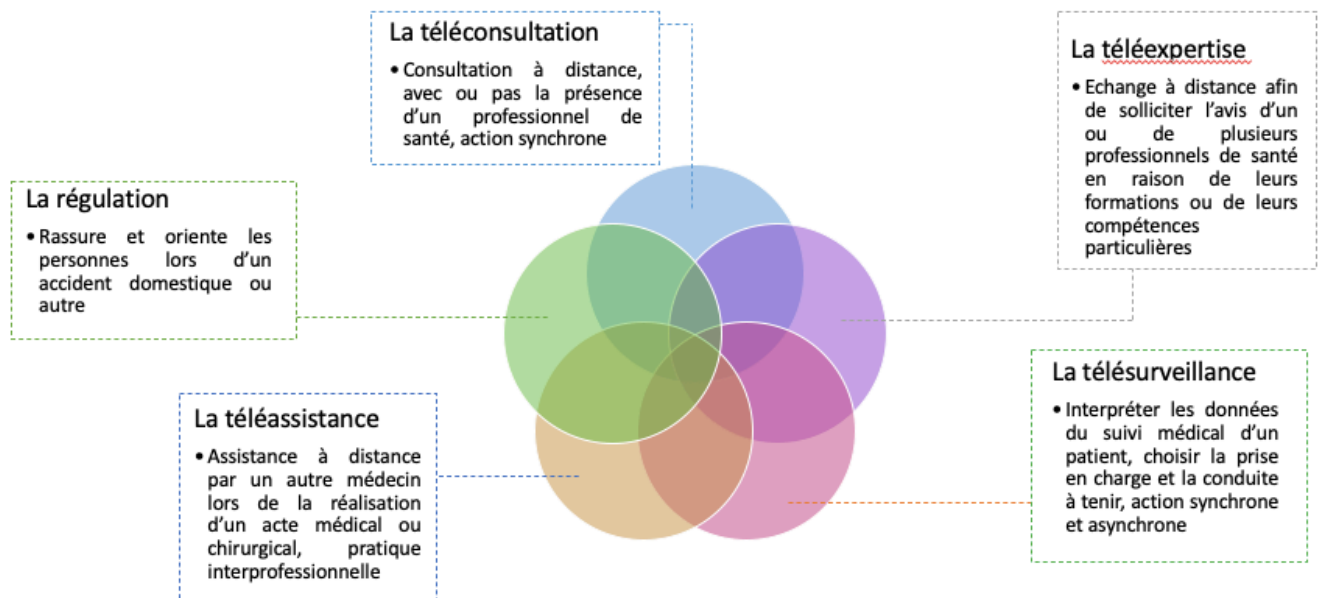 La téléconsultation
• Consultation à distance,
avec ou pas la présence
d'un professionnel de
santé, action synchrone
La téléexpertise
• Echange à distance afin
de solliciter l'avis d'un
ou de plusieurs
professionnels de santé
en raison de leurs
formations ou de leurs
compétences
particulières
La régulation
• Rassure et oriente les
personnes lors d'un
accident domestique ou
autre
La télésurveillance
• Interpréter les données
du suivi médical d'un
patient, choisir la prise
en charge et la conduite
à tenir, action synchrone
et asynchrone
La téléassistance
• Assistance à distance
par un autre médecin
lors de la réalisation
d'un acte médical ou
chirurgical, pratique
interprofessionnelle